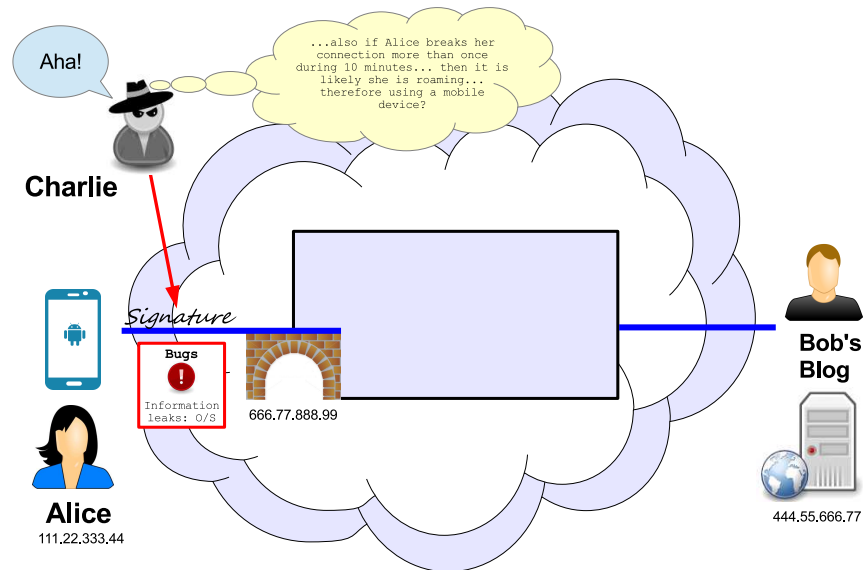 Aha!
...also if Alice breaks her
connection more than once
during 10 minutes... then it is
likely she is roaming...
therefore using a mobile
device?
Charlie
Signature
Bugs
!
Information
leaks: O/S
666.77.888.99
Alice
111.22.333.44
Bob's
Blog
444.55.666.77